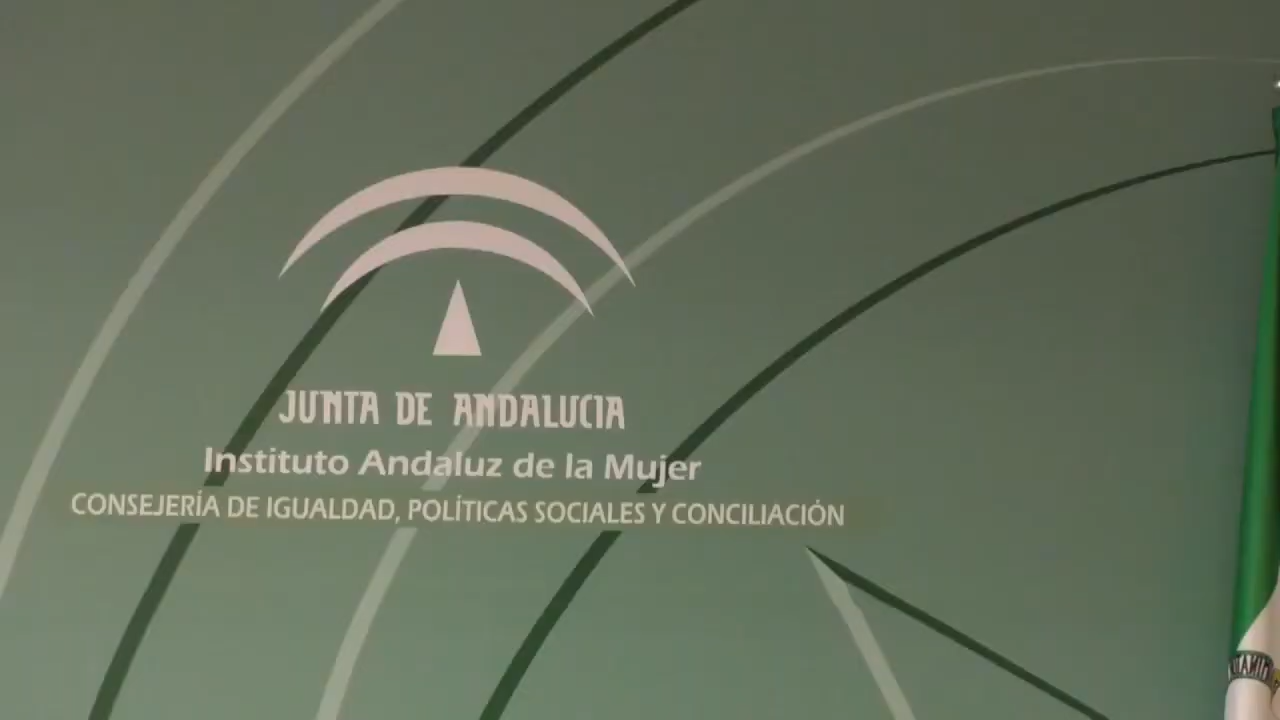 JUNTA DE ANDALUCIA
Instituto Andaluz de la Mujer
CONSEJERÍA DE IGUALDAD, POLÍTICAS SOCIALES Y CONCILIACIÓN